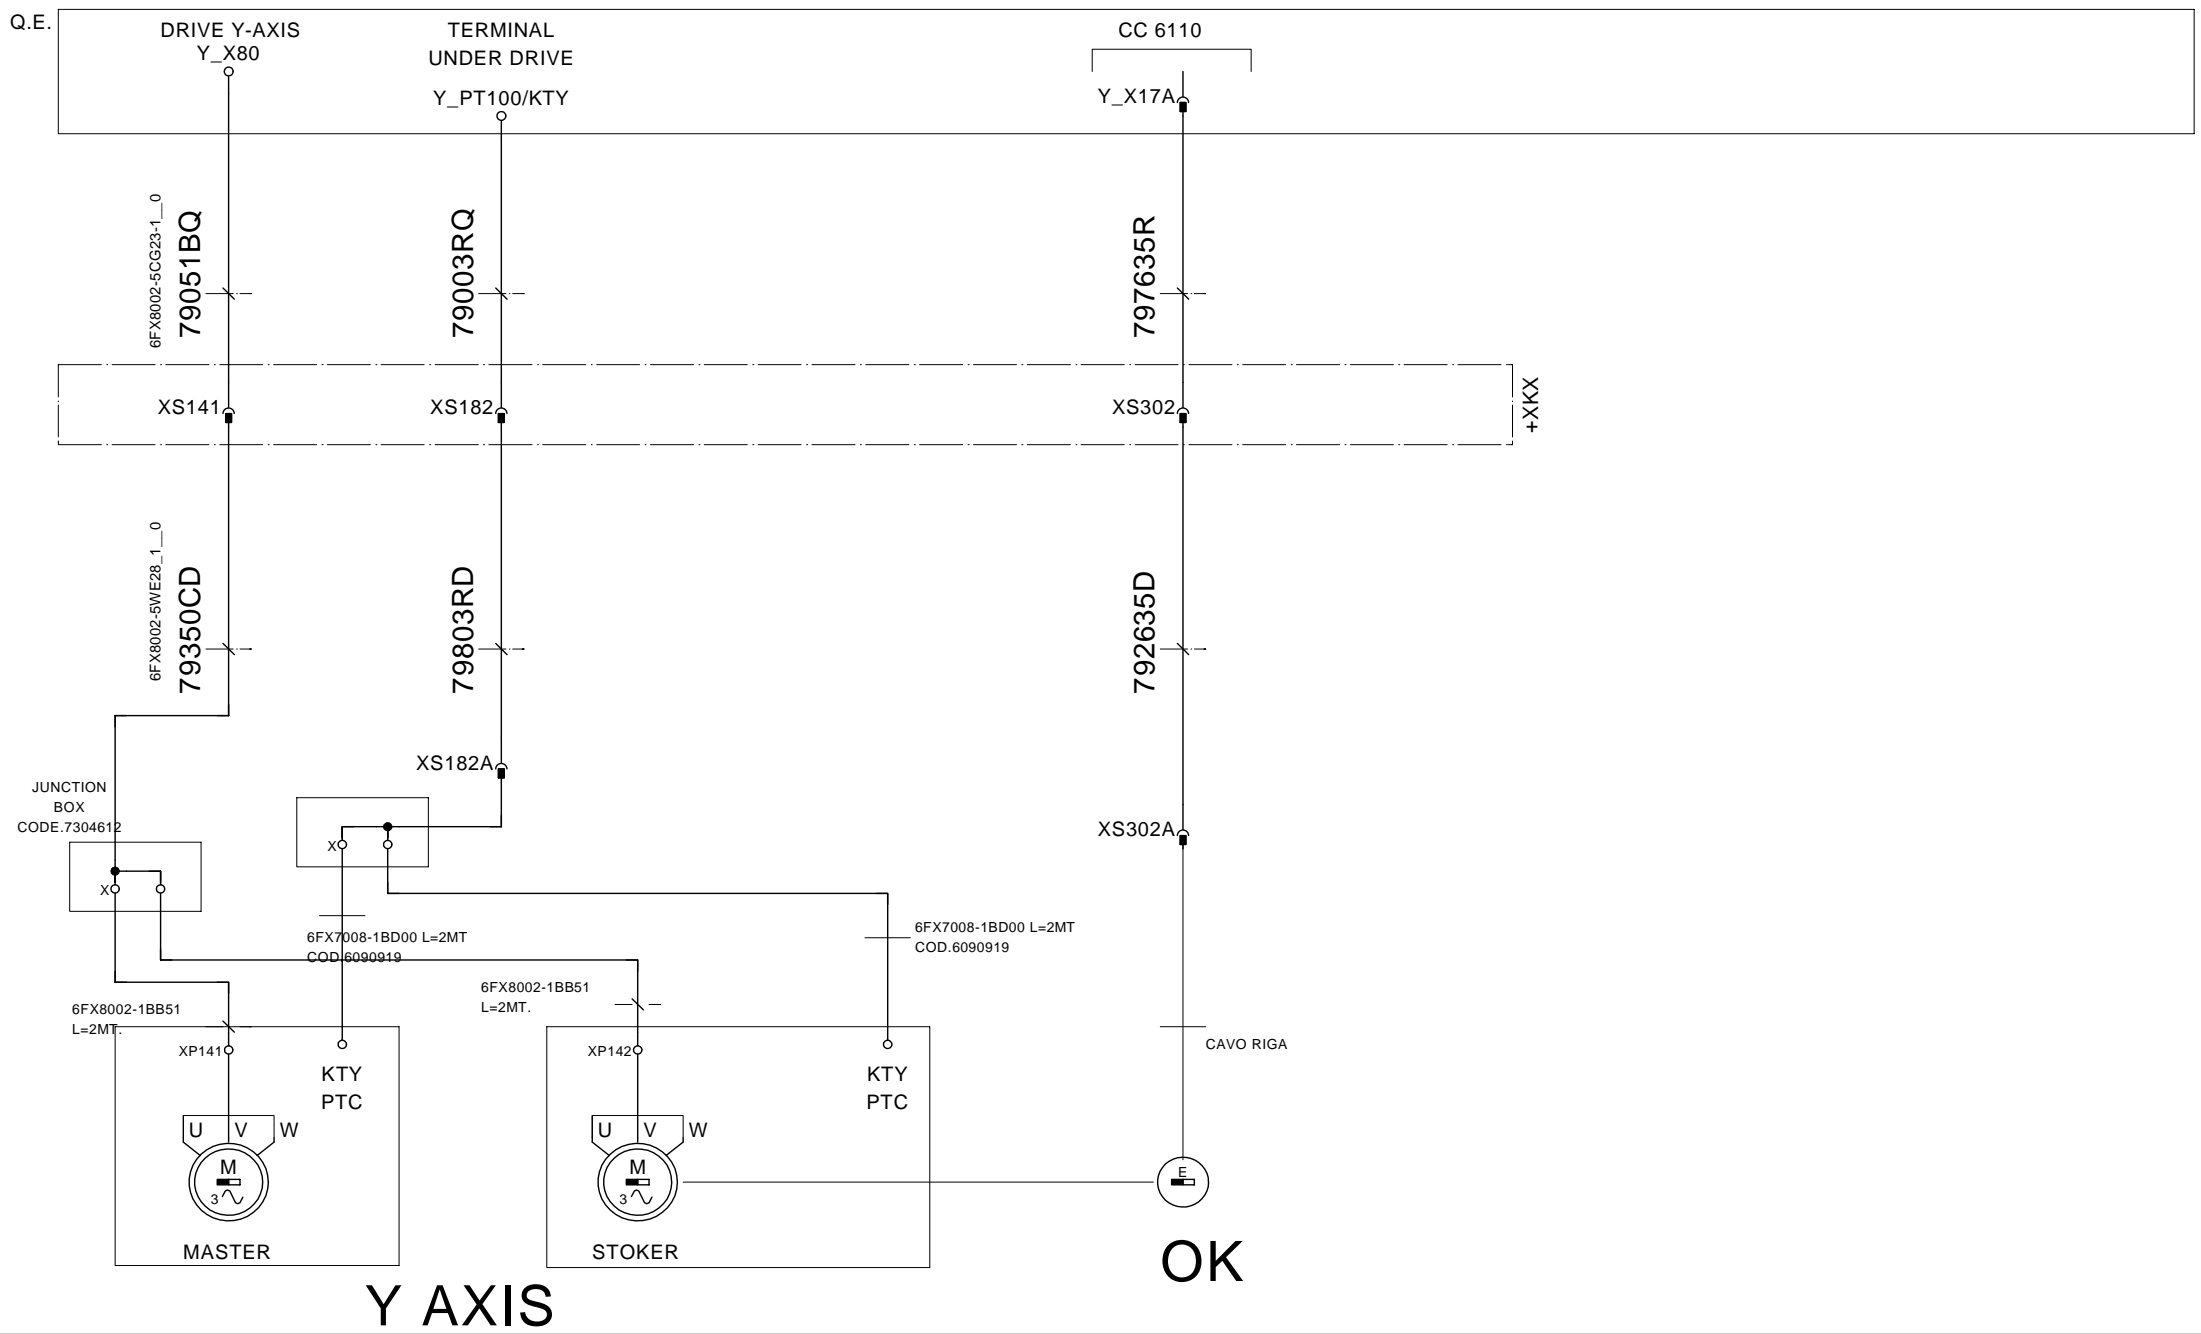 Q.E.
DRIVE Y-AXIS
Y_X80
TERMINAL
UNDER DRIVE
Y_PT100/KTY
CC 6110
Y_X17A
6FX8002-5CG23-1__0
79051BQ
79003RQ
797635R
XS141
XS182
XS302
+XKX
6FX8002-5WE28_1__0
79350CD
79803RD
792635D
XS182A
JUNCTION
BOX
CODE.7304612
XS302A
X
X
6FX7008-1BD00 L=2MT
COD.6090919
6FX7008-1BD00 L=2MT
COD.6090919
6FX8002-1BB51
L=2MT.
6FX8002-1BB51
L=2MT.
CAVO RIGA
XP141
XP142
KTY
PTC
KTY
PTC
U V W
M
3
U V W
M
3
E
MASTER
STOKER
OK
Y AXIS